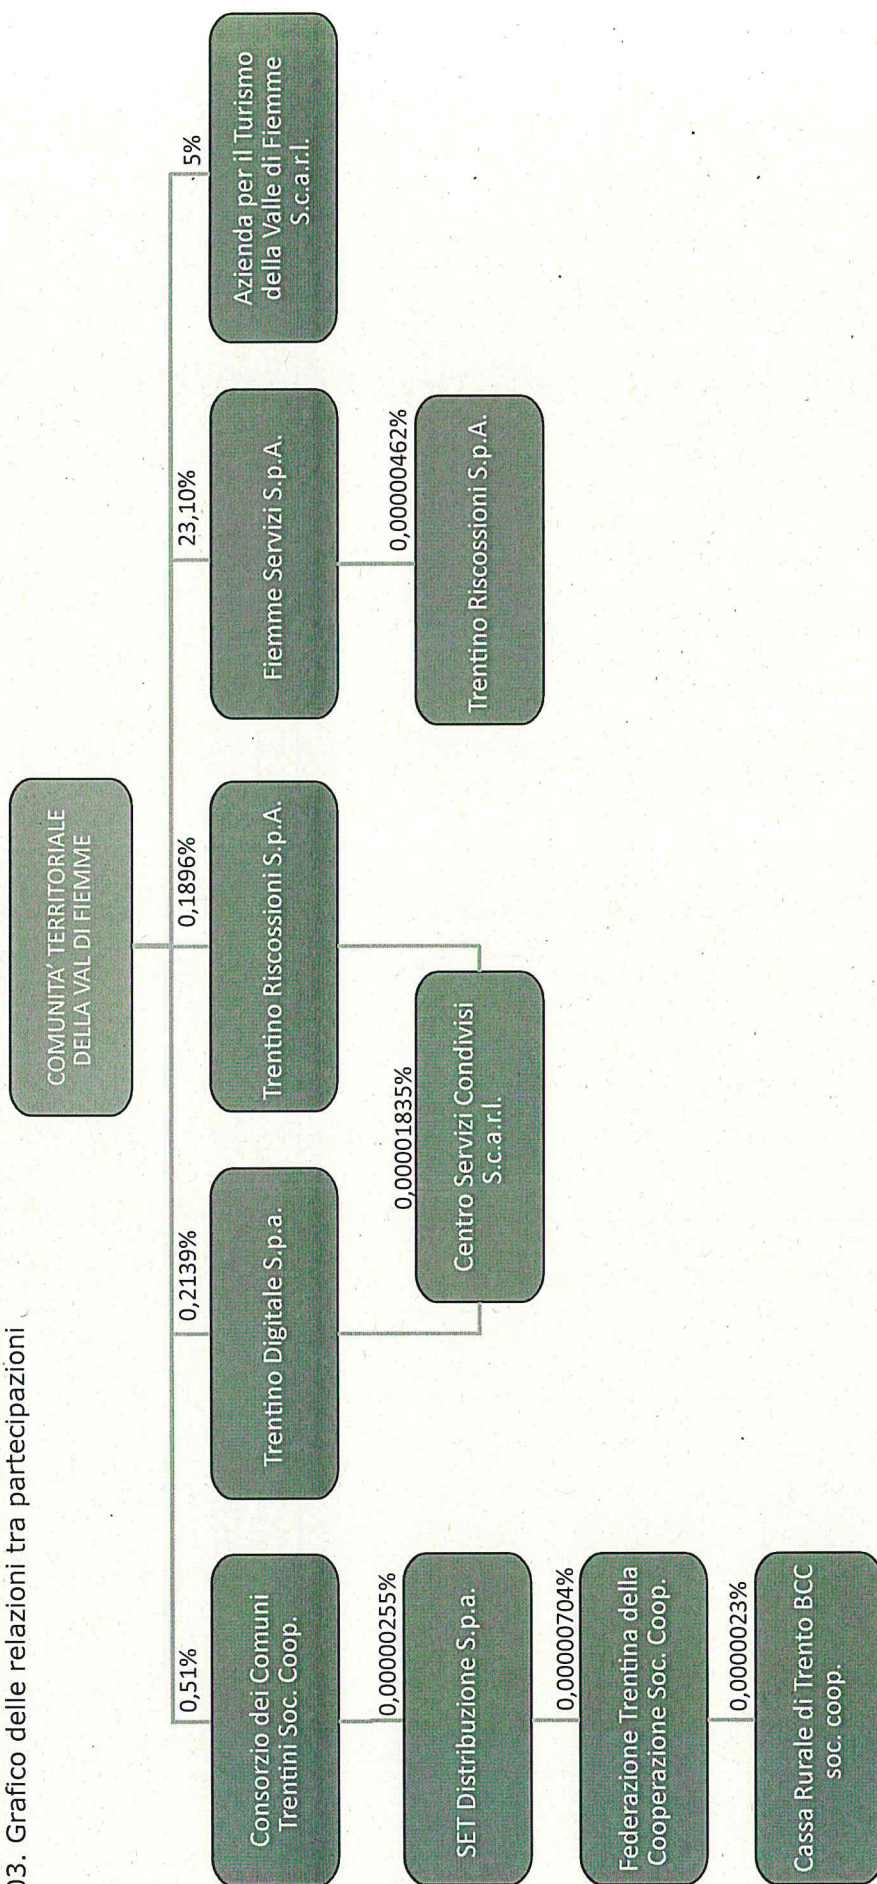 03. Grafico delle relazioni tra partecipazioni
COMUNITA' TERRITORIALE
DELLA VAL DI FIEMME
0,51%
0,2139%
0,1896%
23,10%
5%
Consorzio dei Comuni
Trentini Soc. Coop.
Trentino Digitale S.p.a.
Trentino Riscossioni S.p.A.
Fiemme Servizi S.p.A.
Azienda per il Turismo
della Valle di Fiemme
S.c.a.r.l.
0,0000255%
0,00001835%
0,00000462%
SET Distribuzione S.p.a.
Centro Servizi Condivisi
S.c.a.r.l.
Trentino Riscossioni S.p.A.
0,00000704%
Federazione Trentina della
Cooperazione Soc. Coop.
0,0000023%
Cassa Rurale di Trento BCC
soc. coop.